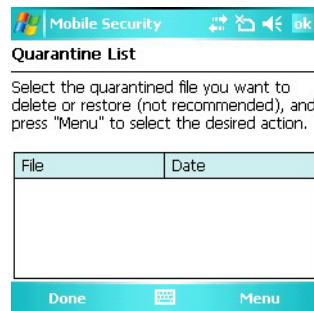 Mobile Security
ok
Quarantine List
Select the quarantined file you want to
delete or restore (not recommended), and
press "Menu" to select the desired action.
File Date
Done Menu